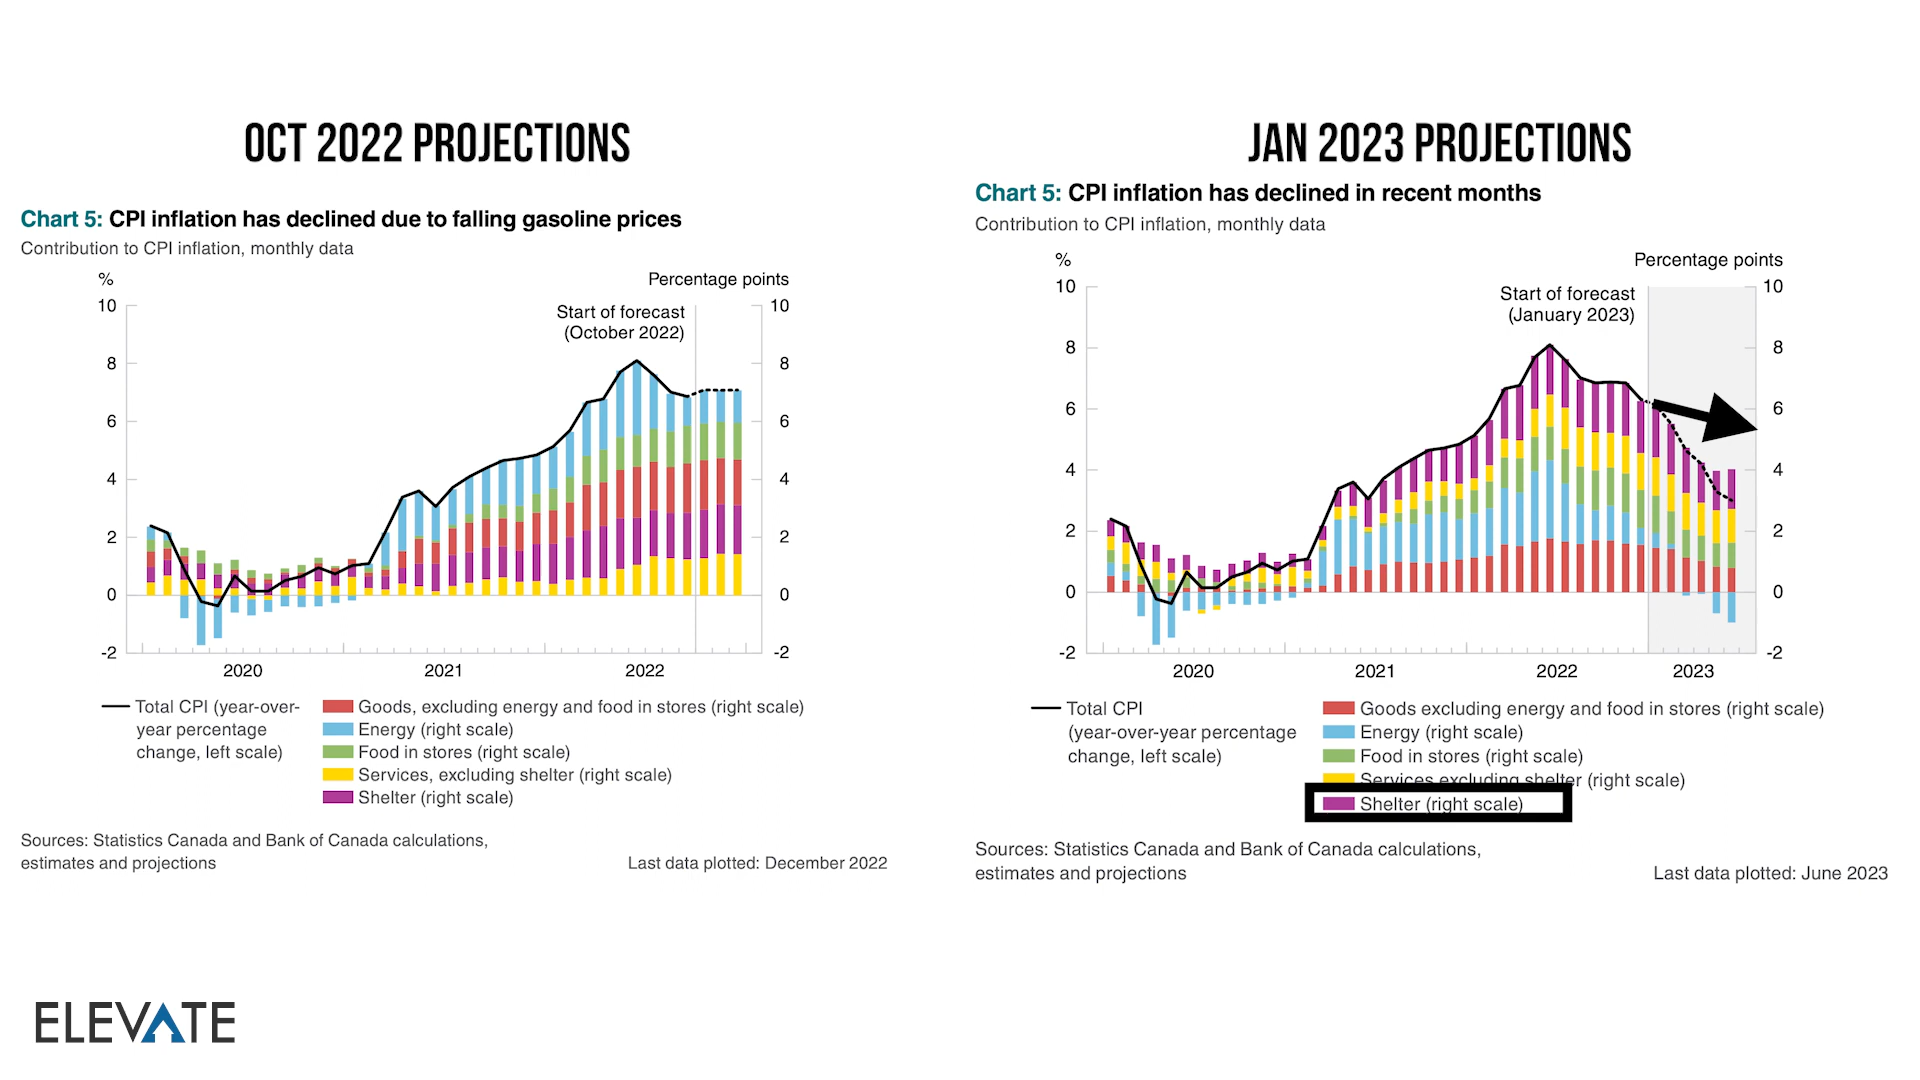 OCT 2022 PROJECTIONS
Chart 5: CPI inflation has declined due to falling gasoline prices
Contribution to CPI inflation, monthly data
%
Percentage points
10
10
Start of forecast
(October 2022)
8
8
6
6
4
4
2
2
0
0
-2
-2
2020
2021
2022
Total CPI (year-over-
year percentage
change, left scale)
Goods, excluding energy and food in stores (right scale)
Energy (right scale)
Food in stores (right scale)
Services, excluding shelter (right scale)
Shelter (right scale)
Sources: Statistics Canada and Bank of Canada calculations,
estimates and projections
Last data plotted: December 2022
JAN 2023 PROJECTIONS
Chart 5: CPI inflation has declined in recent months
Contribution to CPI inflation, monthly data
%
Percentage points
10
10
Start of forecast
(January 2023)
8
8
6
6
4
4
2
2
0
0
-2
-2
2020
2021
2022
2023
Total CPI
(year-over-year percentage
change, left scale)
Goods excluding energy and food in stores (right scale)
Energy (right scale)
Food in stores (right scale)
Services excluding shelter (right scale)
Shelter (right scale)
Sources: Statistics Canada and Bank of Canada calculations,
estimates and projections
Last data plotted: June 2023
ELEVATE